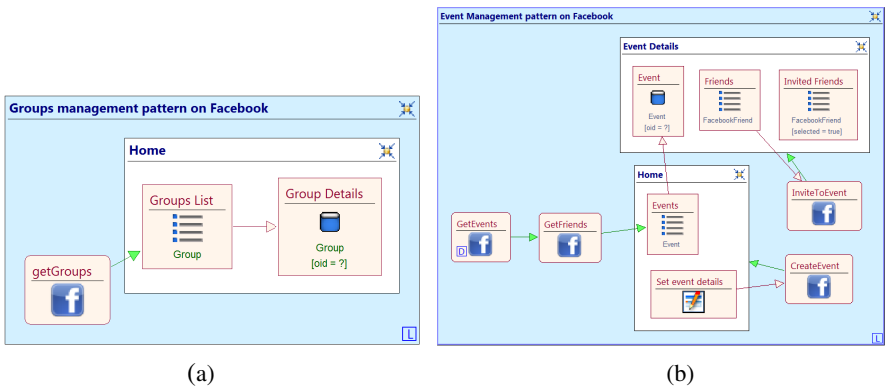 Groups management pattern on Facebook
Home
Groups List
Group
Group Details
Group
[oid = ?]
getGroups
f
L
(a)
Event Management pattern on Facebook
Event Details
Event
Event
[oid = ?]
Friends
FacebookFriend
Invited Friends
FacebookFriend
[selected = true]
Home
Events
Event
InviteToEvent
f
GetEvents
D
f
GetFriends
f
Set event details
CreateEvent
f
L
(b)